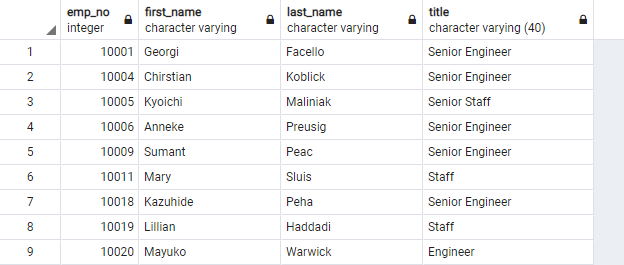 emp_no first_name last_name title
integer character varying character varying character varying (40)
1 10001 Georgi Facello Senior Engineer
2 10004 Chirstian Koblick Senior Engineer
3 10005 Kyoichi Maliniak Senior Staff
4 10006 Anneke Preusig Senior Engineer
5 10009 Sumant Peac Senior Engineer
6 10011 Mary Sluis Staff
7 10018 Kazuhide Peha Senior Engineer
8 10019 Lillian Haddadi Staff
9 10020 Mayuko Warwick Engineer